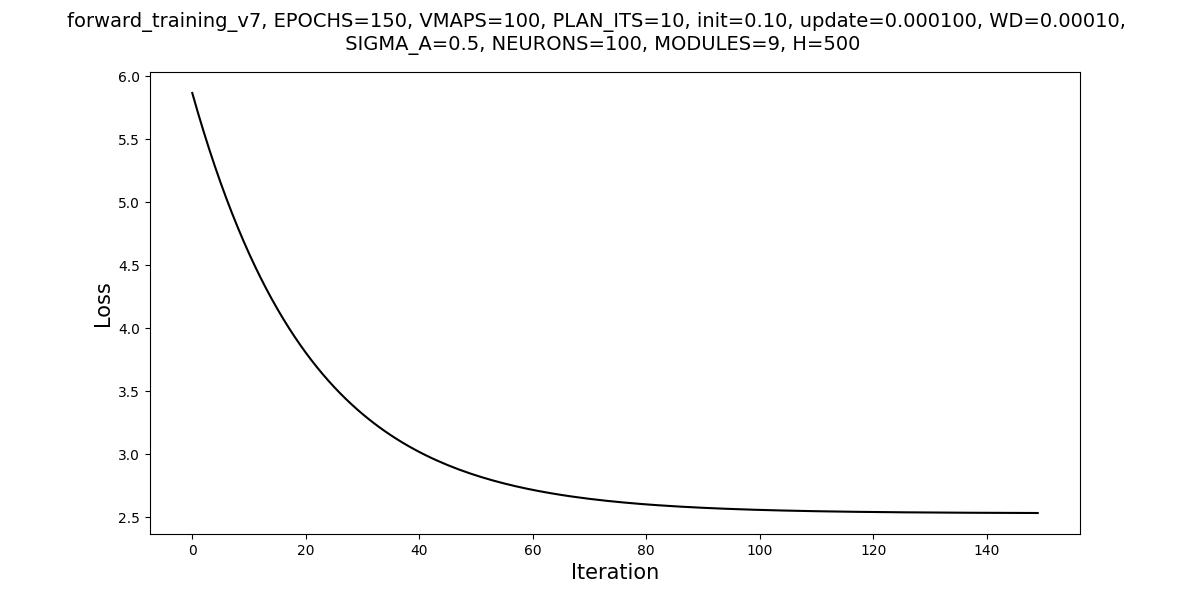 forward_training_v7, EPOCHS=150, VMAPS=100, PLAN_ITS=10, init=0.10, update=0.000100, WD=0.00010,
SIGMA_A=0.5, NEURONS=100, MODULES=9, H=500
6.0
5.5
5.0
4.5
4.0
3.5
3.0
2.5
Loss
0 20 40 60 80 100 120 140
Iteration